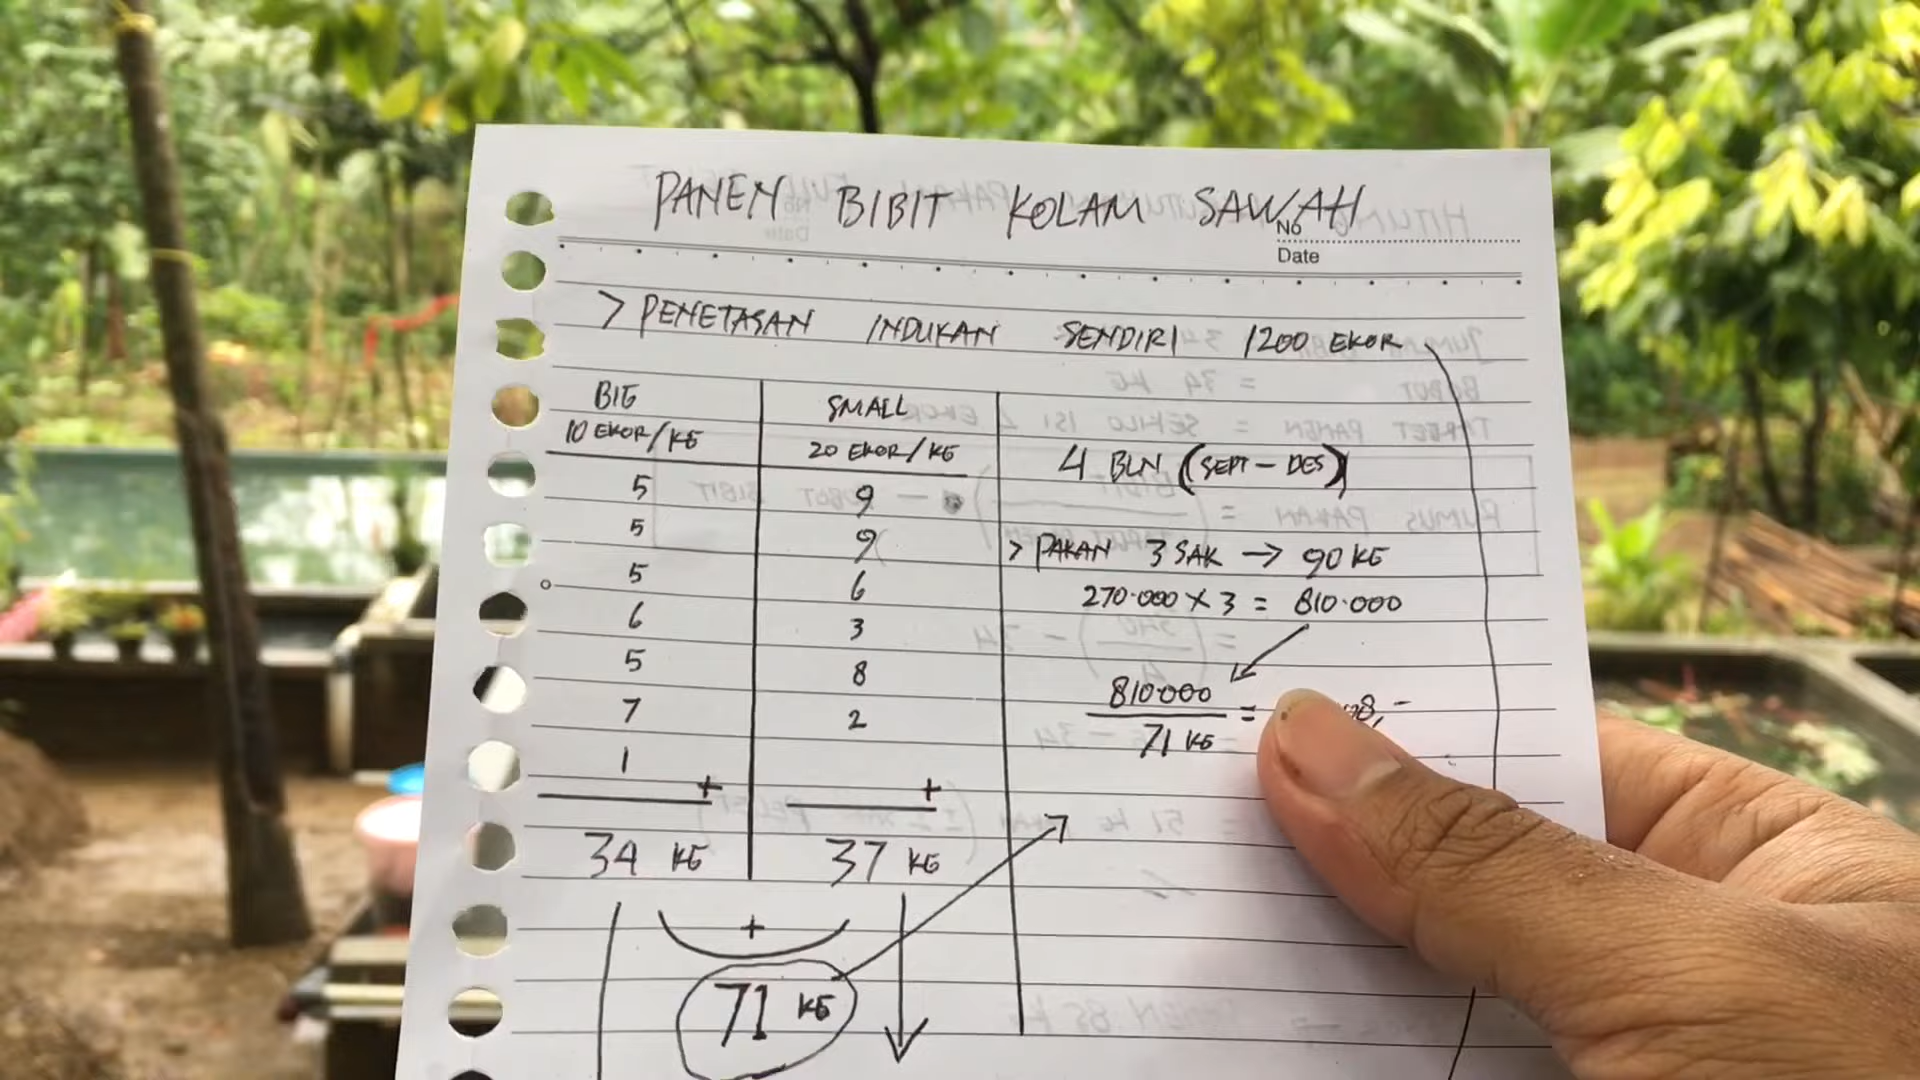 PANEN BIBIT KOLAM SAWAH
No
Date
> PENETASAN INDUKAN SENDIRI 1200 EKOR
BIG
10 EKOR/KG
5
5
5
6
5
7
1
+
34 KG
SMALL
20 EKOR/KG
9
9
6
3
8
2
+
37 KG
+
71 KG
4 BLN (SEPT - DES)
> PAKAN 3 SAK → 90 KG
270.000 X 3 = 810.000
810.000
71 KG
=